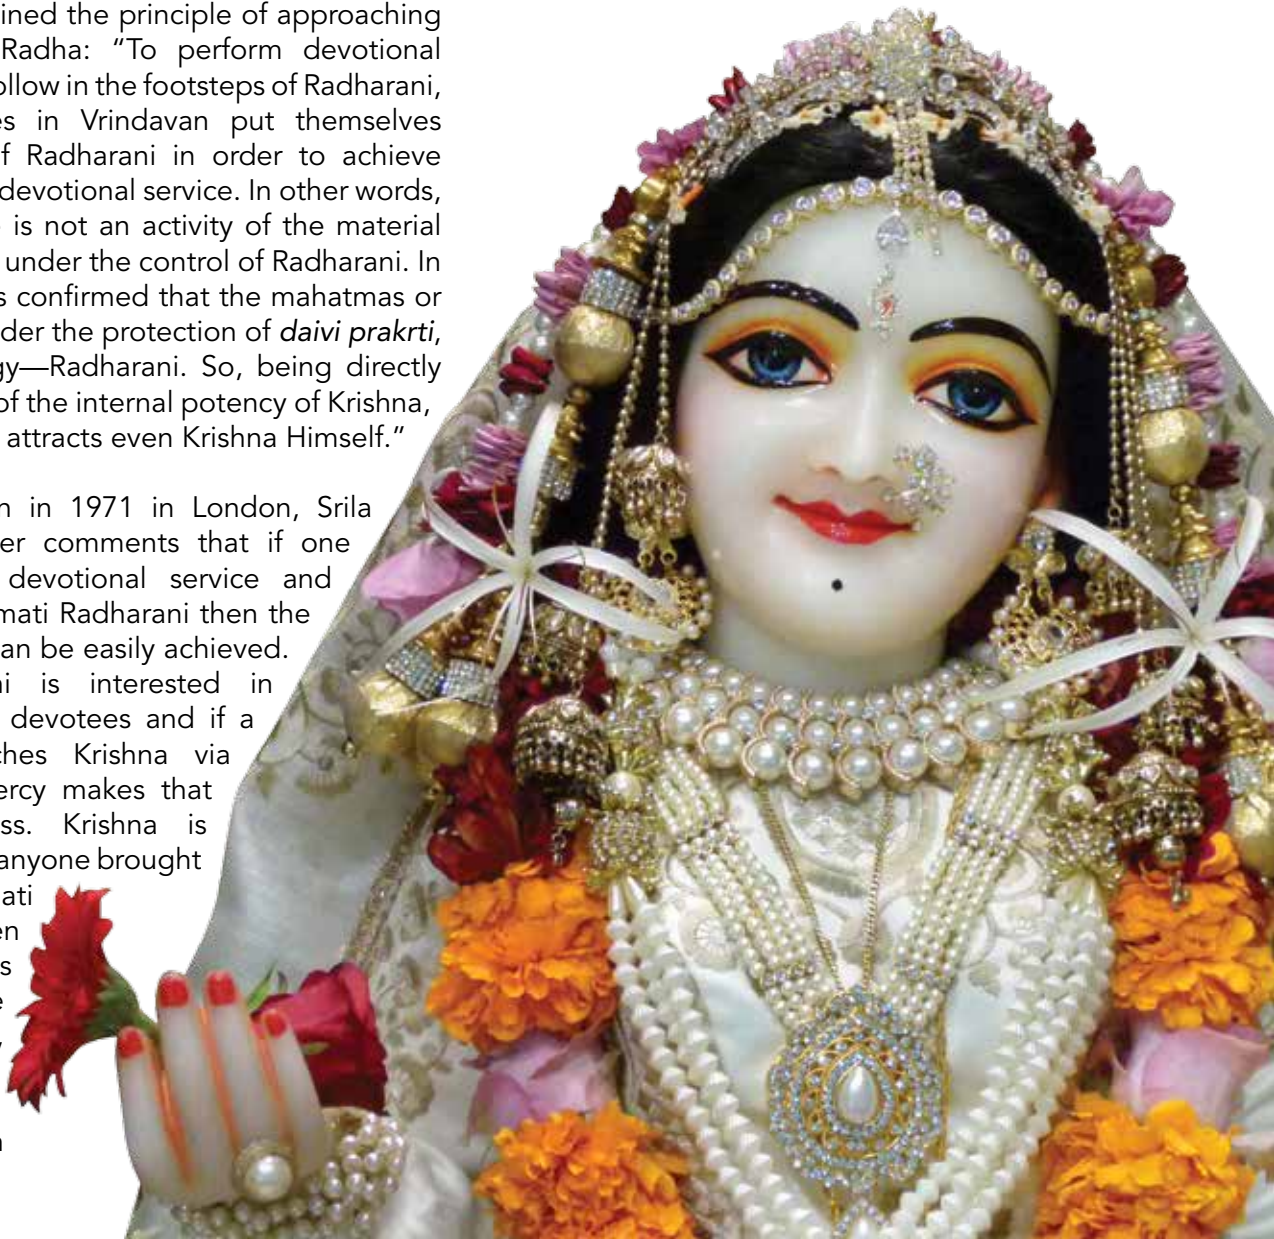 ined the principle of approaching
Radha: “To perform devotional
ollow in the footsteps of Radharani,
es in Vrindavan put themselves
f Radharani in order to achieve
devotional service. In other words,
is not an activity of the material
under the control of Radharani. In
s confirmed that the mahatmas or
der the protection of daivi prakrti,
gy—Radharani. So, being directly
of the internal potency of Krishna,
attracts even Krishna Himself.”
n in 1971 in London, Srila
er comments that if one
devotional service and
mati Radharani then the
an be easily achieved.
ni is interested in
devotees and if a
ches Krishna via
ercy makes that
ss. Krishna is
anyone brought
ati
en
s
e